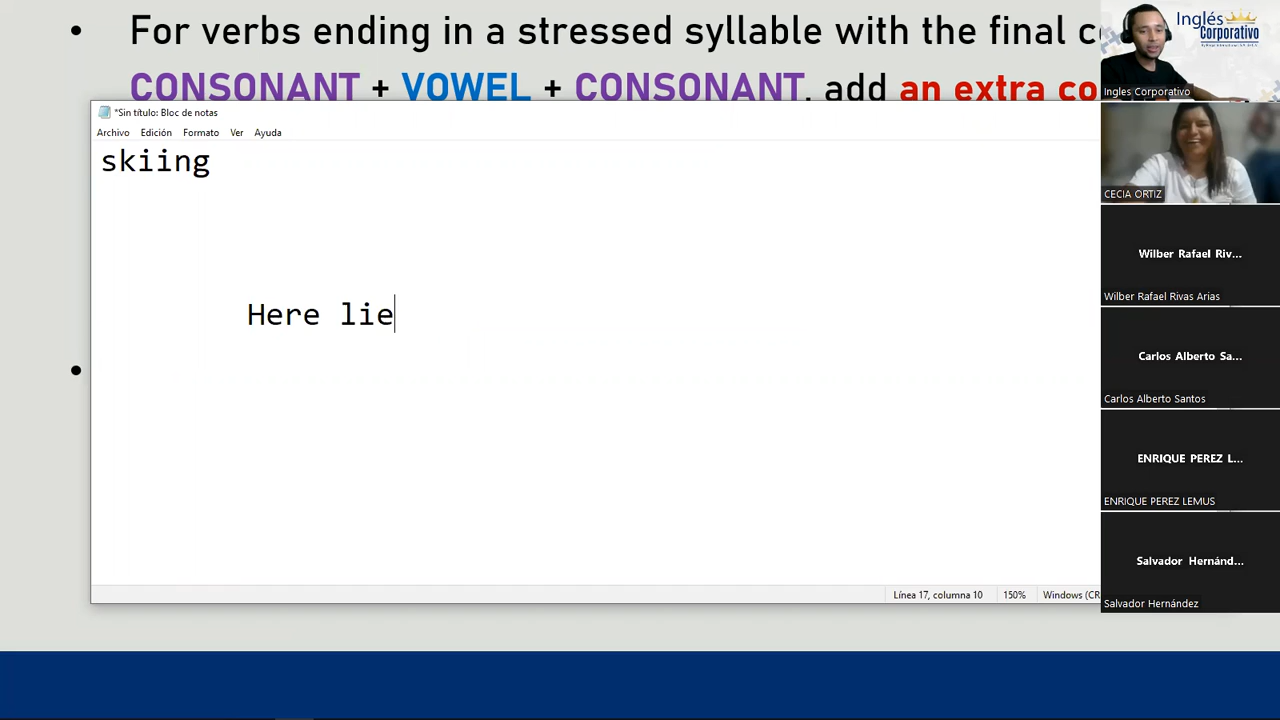 • For verbs ending in a stressed syllable with the final c
CONSONANT + VOWEL + CONSONANT, add an extra co
*Sin título: Bloc de notas
Archivo Edición Formato Ver Ayuda
skiing
Here lie
•
Línea 17, columna 10 150% Windows (CR
Inglés
Corporativo
Ingles Corporativo
CECIA ORTIZ
Wilber Rafael Riv...
Wilber Rafael Rivas Arias
Carlos Alberto Sa...
Carlos Alberto Santos
ENRIQUE PEREZ L...
ENRIQUE PEREZ LEMUS
Salvador Hernánd...
Salvador Hernández